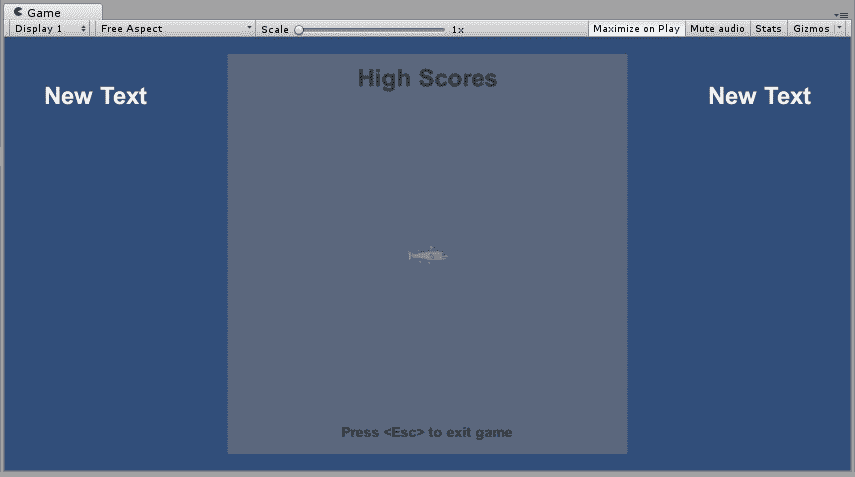 Game
Display 1 Free Aspect Scale 1x Maximize on Play Mute audio Stats Gizmos
High Scores
New Text New Text
Press <Esc> to exit game